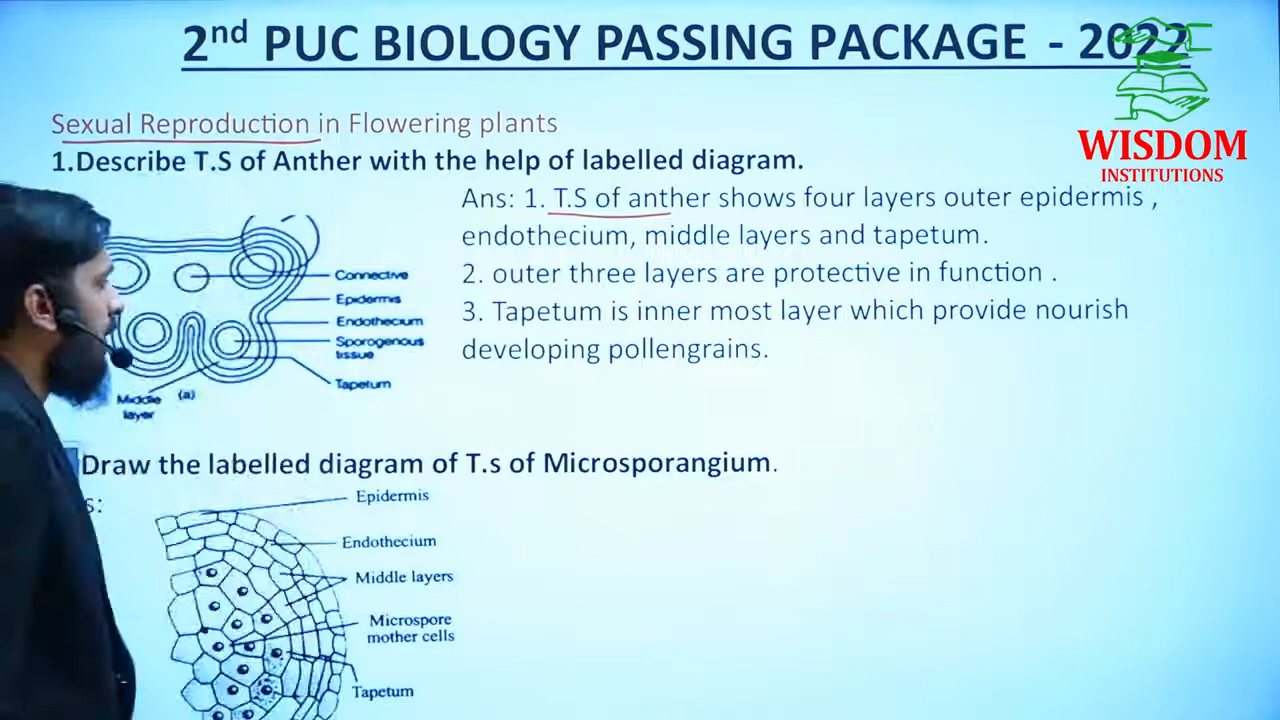 2nd PUC BIOLOGY PASSING PACKAGE - 2022
WISDOM
INSTITUTIONS
Sexual Reproduction in Flowering plants
1.Describe T.S of Anther with the help of labelled diagram.
Ans: 1. T.S of anther shows four layers outer epidermis ,
endothecium, middle layers and tapetum.
2. outer three layers are protective in function .
3. Tapetum is inner most layer which provide nourish
developing pollengrains.
Connective
Epidermis
Endothecium
Sporogenous
tissue
Tapetum
Middle
layer
(a)
Draw the labelled diagram of T.s of Microsporangium.
s:
Epidermis
Endothecium
Middle layers
Microspore
mother cells
Tapetum